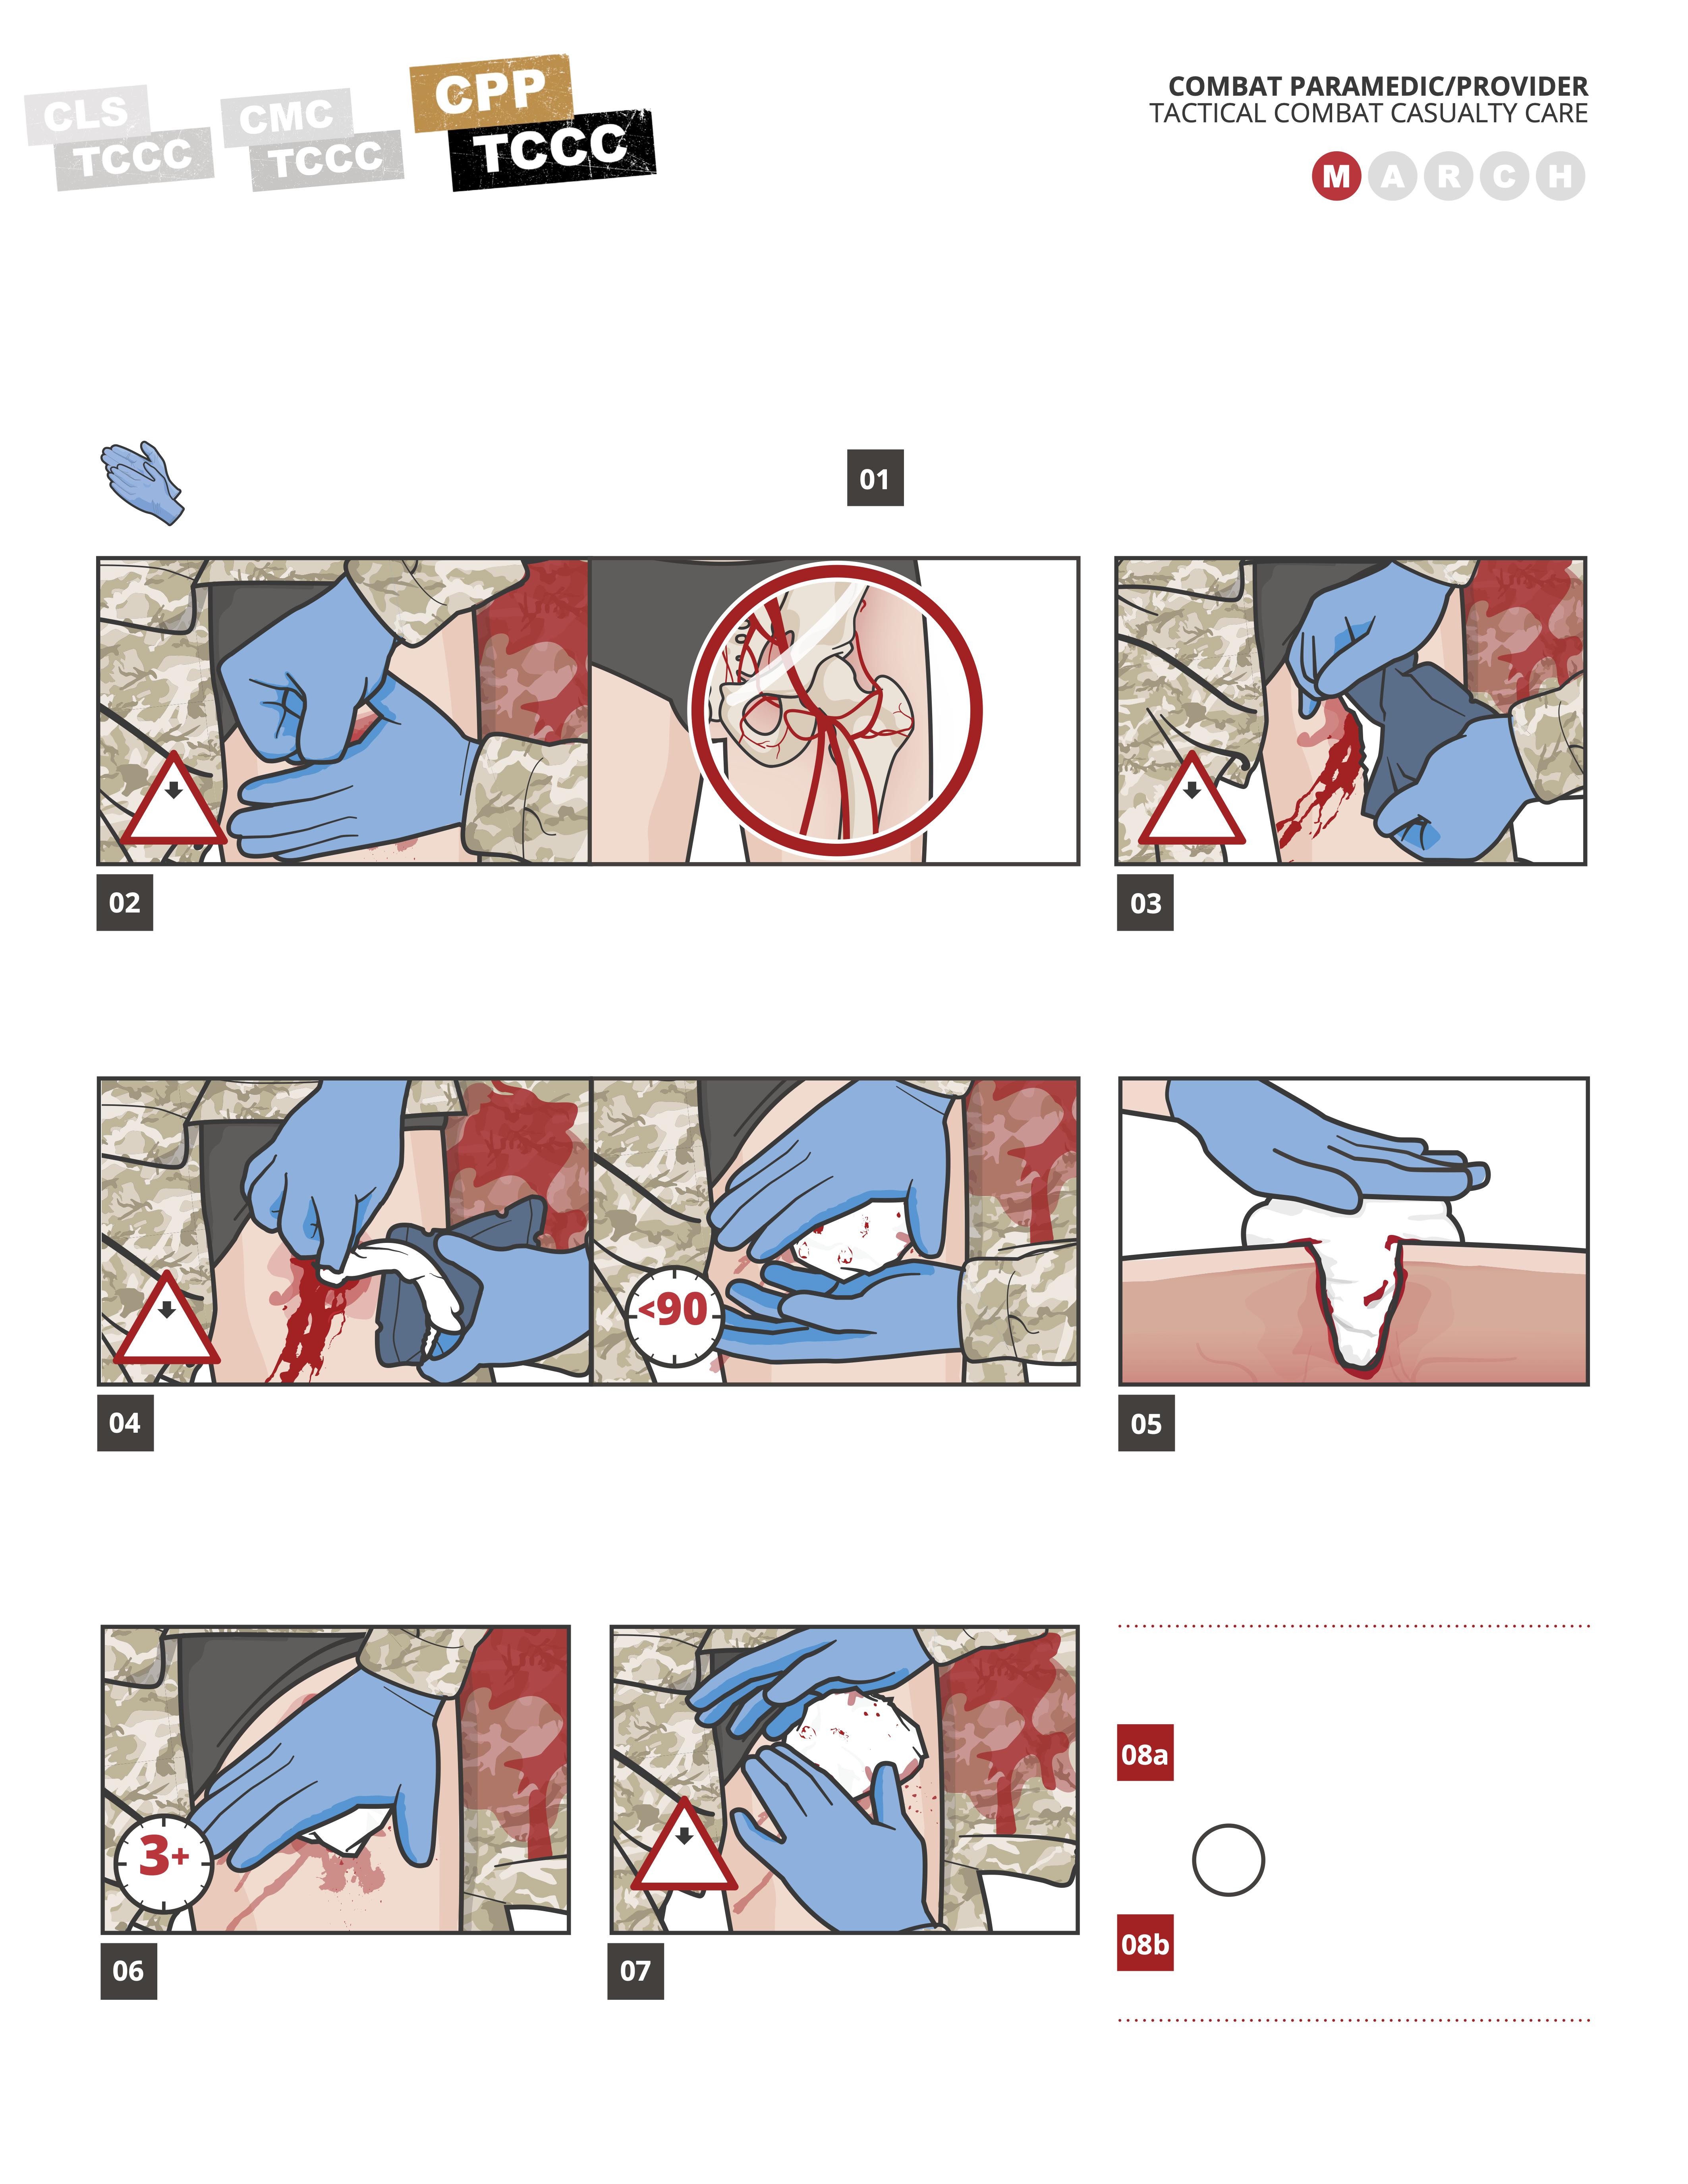 CLS
TCCC
CMC
TCCC
CPP
TCCC
COMBAT PARAMEDIC/PROVIDER
TACTICAL COMBAT CASUALTY CARE
M A R C H
01
02
03
<90
04
05
3+
06
07
08a
08b